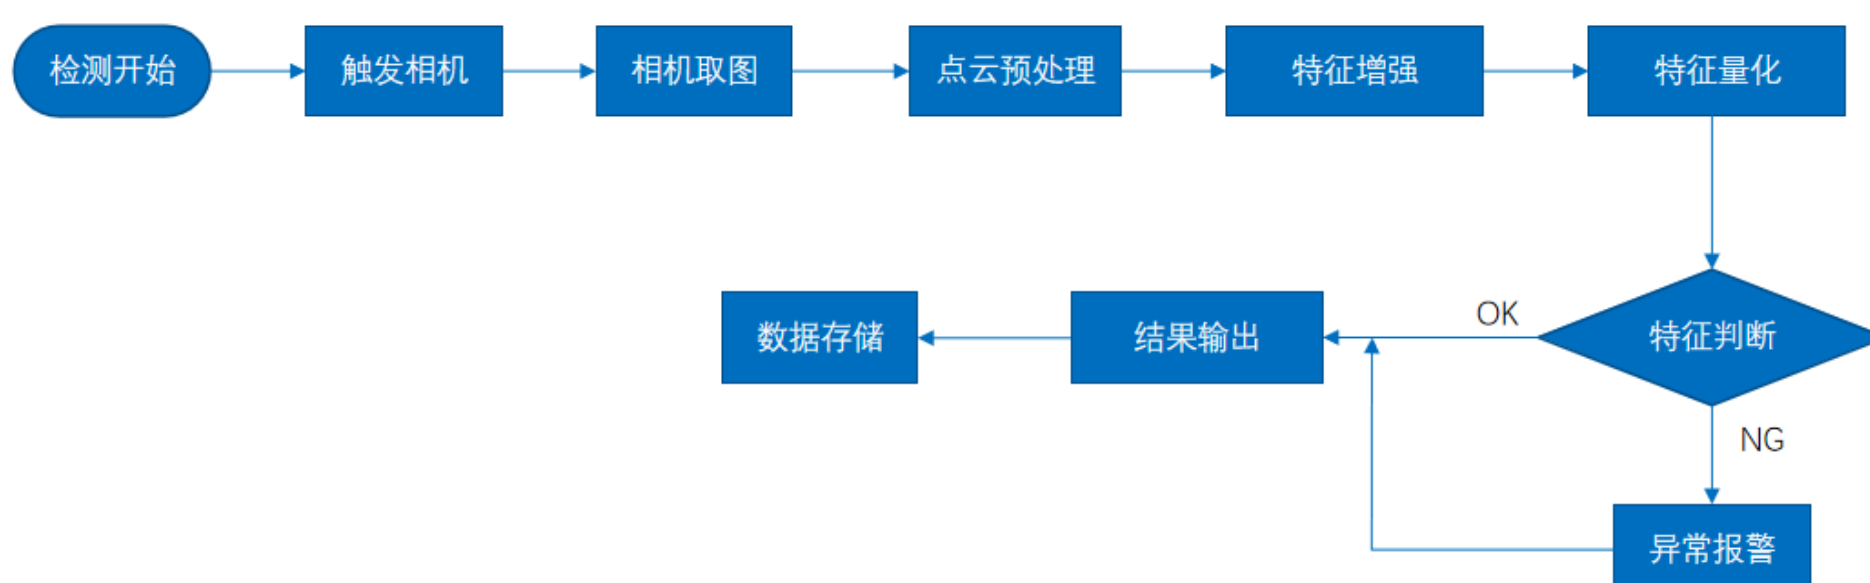 检测开始
触发相机
相机取图
点云预处理
特征增强
特征量化
数据存储
结果输出
OK
特征判断
NG
异常报警